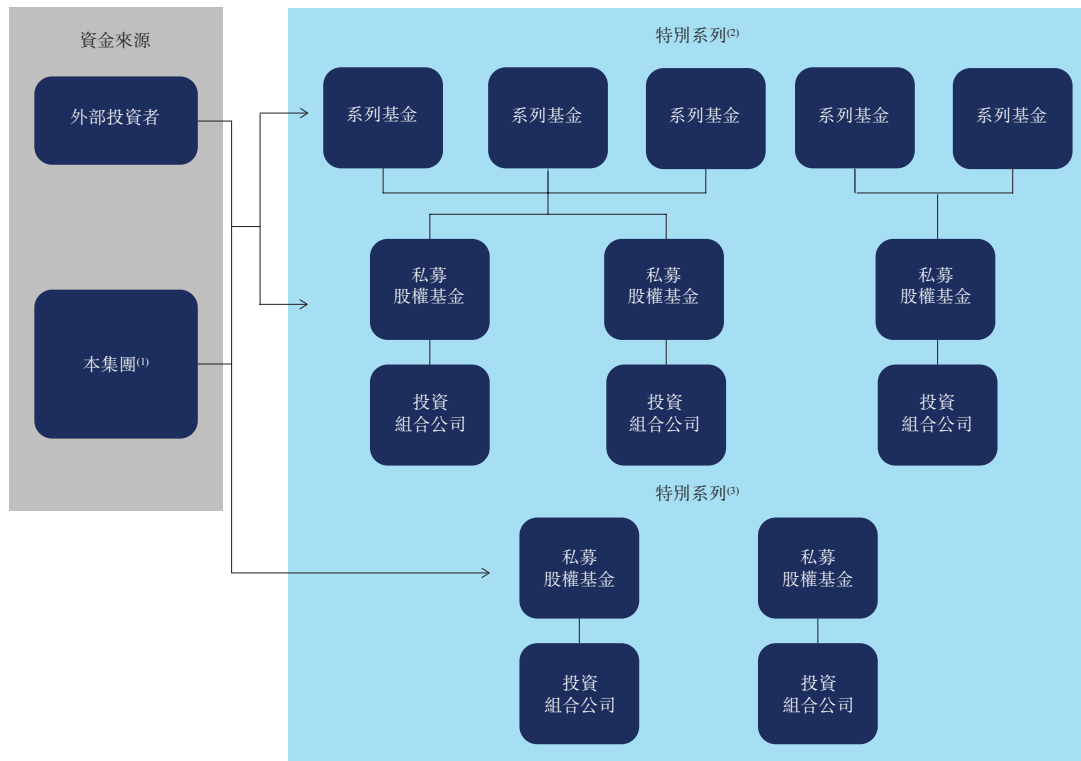 資金來源
外部投資者
本集團(1)
特別系列(2)
系列基金
系列基金
系列基金
系列基金
系列基金
私募
股權基金
私募
股權基金
私募
股權基金
投資
組合公司
投資
組合公司
投資
組合公司
特別系列(3)
私募
股權基金
私募
股權基金
投資
組合公司
投資
組合公司